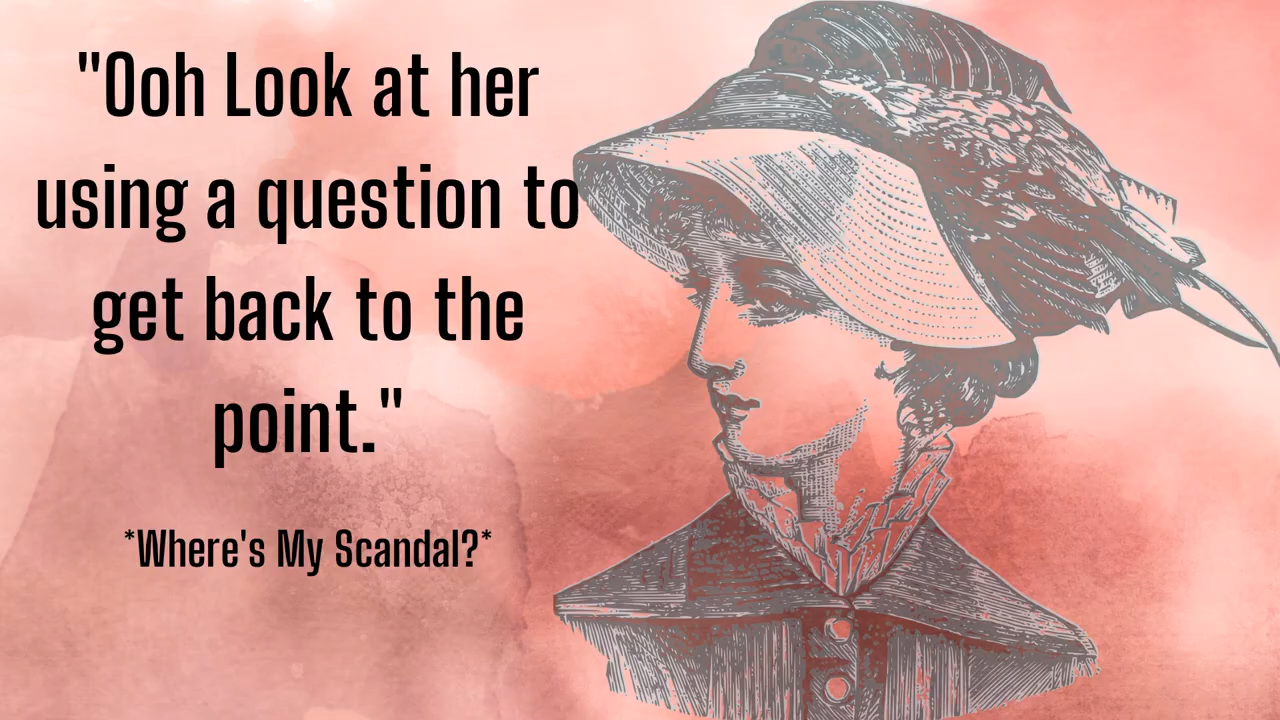 "Ooh Look at her
using a question to
get back to the
point."
*Where's My Scandal?*